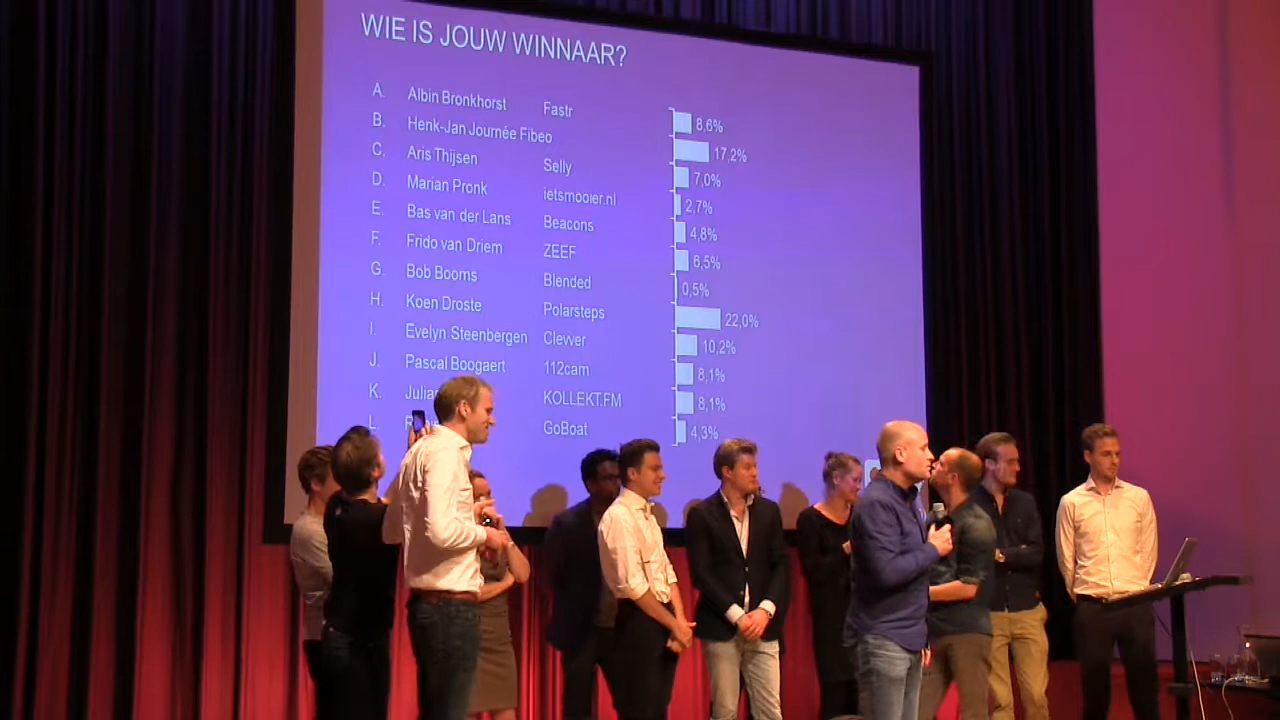 WIE IS JOUW WINNAAR?
A. Albin Bronkhorst Fastr 8,6%
B. Henk-Jan Journée Fibeo 17,2%
C. Aris Thijsen Selly 7,0%
D. Marian Pronk ietsmooier.nl 2,7%
E. Bas van der Lans Beacons 4,8%
F. Frido van Driem ZEEF 6,5%
G. Bob Booms Blended 0,5%
H. Koen Droste Polarsteps 22,0%
I. Evelyn Steenbergen Clevver 10,2%
J. Pascal Boogaert 112cam 8,1%
K. KOLLEKT.FM 8,1%
L. GoBoat 4,3%